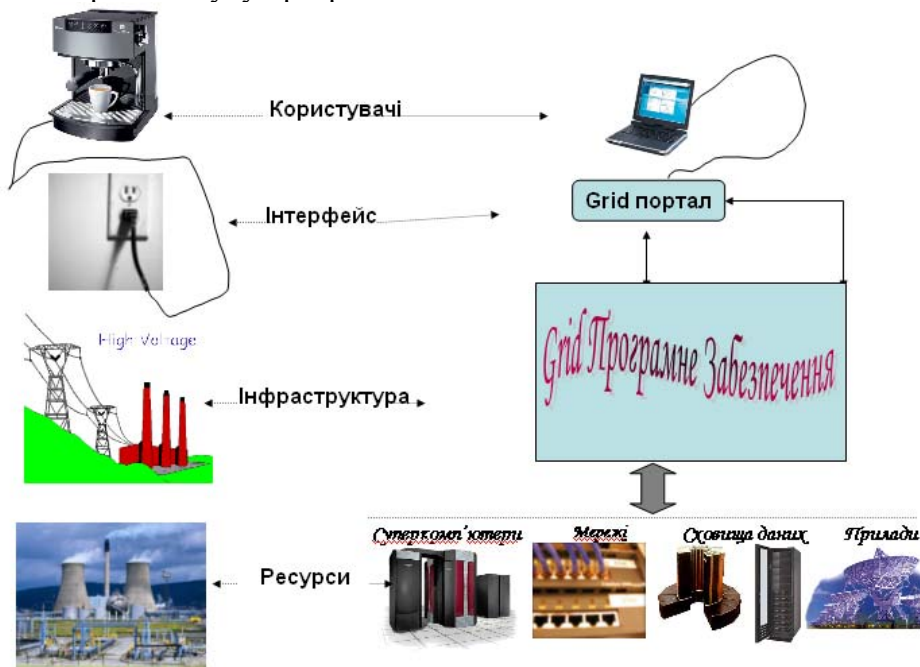 Користувачі
Grid портал
Інтерфейс
High Voltage
Grid Програмне Забезпечення
Інфраструктура
Суперкомп'ютери
Мережі
Сховища даних
Прилади
Ресурси